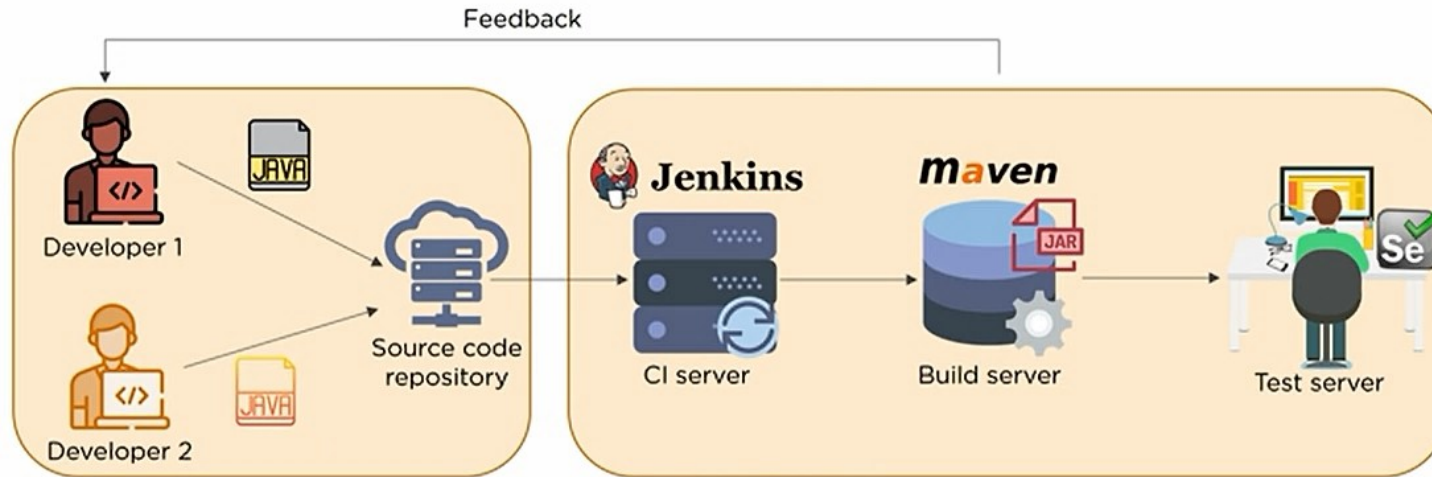 Feedback
JAVA
Developer 1
JAVA
Developer 2
Source code
repository
Jenkins
CI server
maven
JAR
Build server
Se
Test server